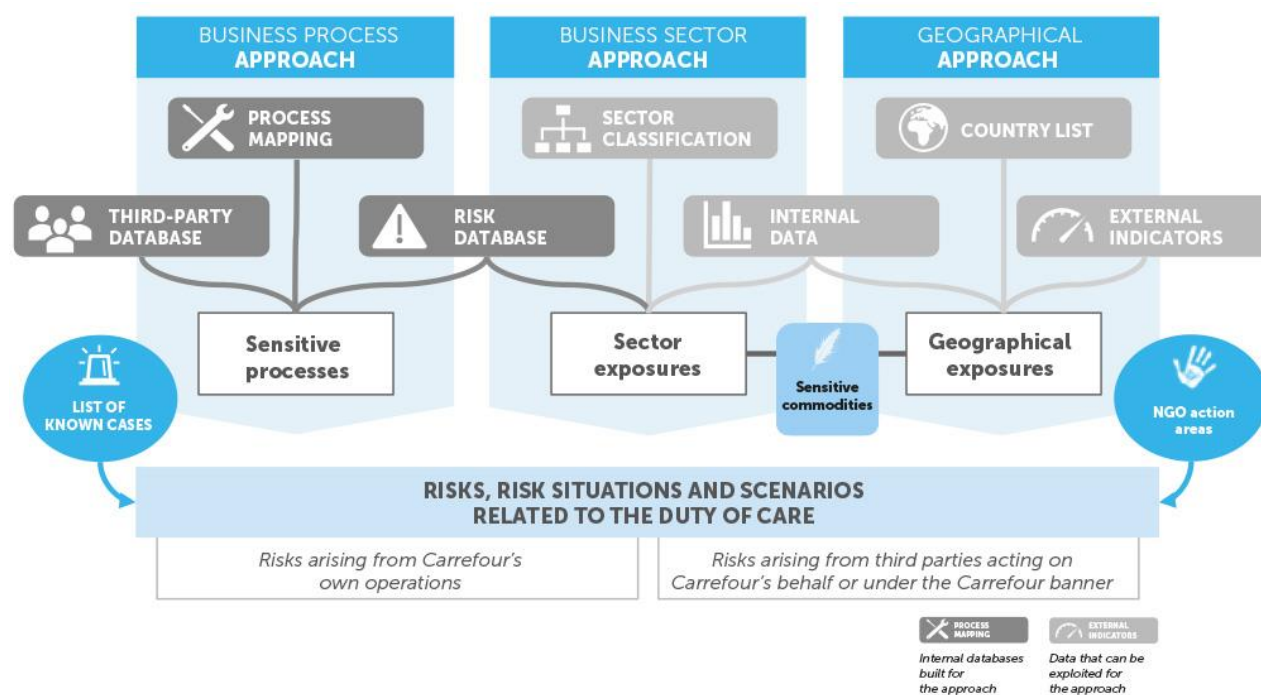 BUSINESS PROCESS
APPROACH
BUSINESS SECTOR
APPROACH
GEOGRAPHICAL
APPROACH
PROCESS
MAPPING
SECTOR
CLASSIFICATION
COUNTRY LIST
THIRD-PARTY
DATABASE
RISK
DATABASE
INTERNAL
DATA
EXTERNAL
INDICATORS
Sensitive
processes
Sector
exposures
Sensitive
commodities
Geographical
exposures
LIST OF
KNOWN CASES
NGO action
areas
RISKS, RISK SITUATIONS AND SCENARIOS
RELATED TO THE DUTY OF CARE
Risks arising from Carrefour's
own operations
Risks arising from third parties acting on
Carrefour's behalf or under the Carrefour banner
PROCESS
MAPPING
Internal databases
built for
the approach
EXTERNAL
INDICATORS
Data that can be
exploited for
the approach